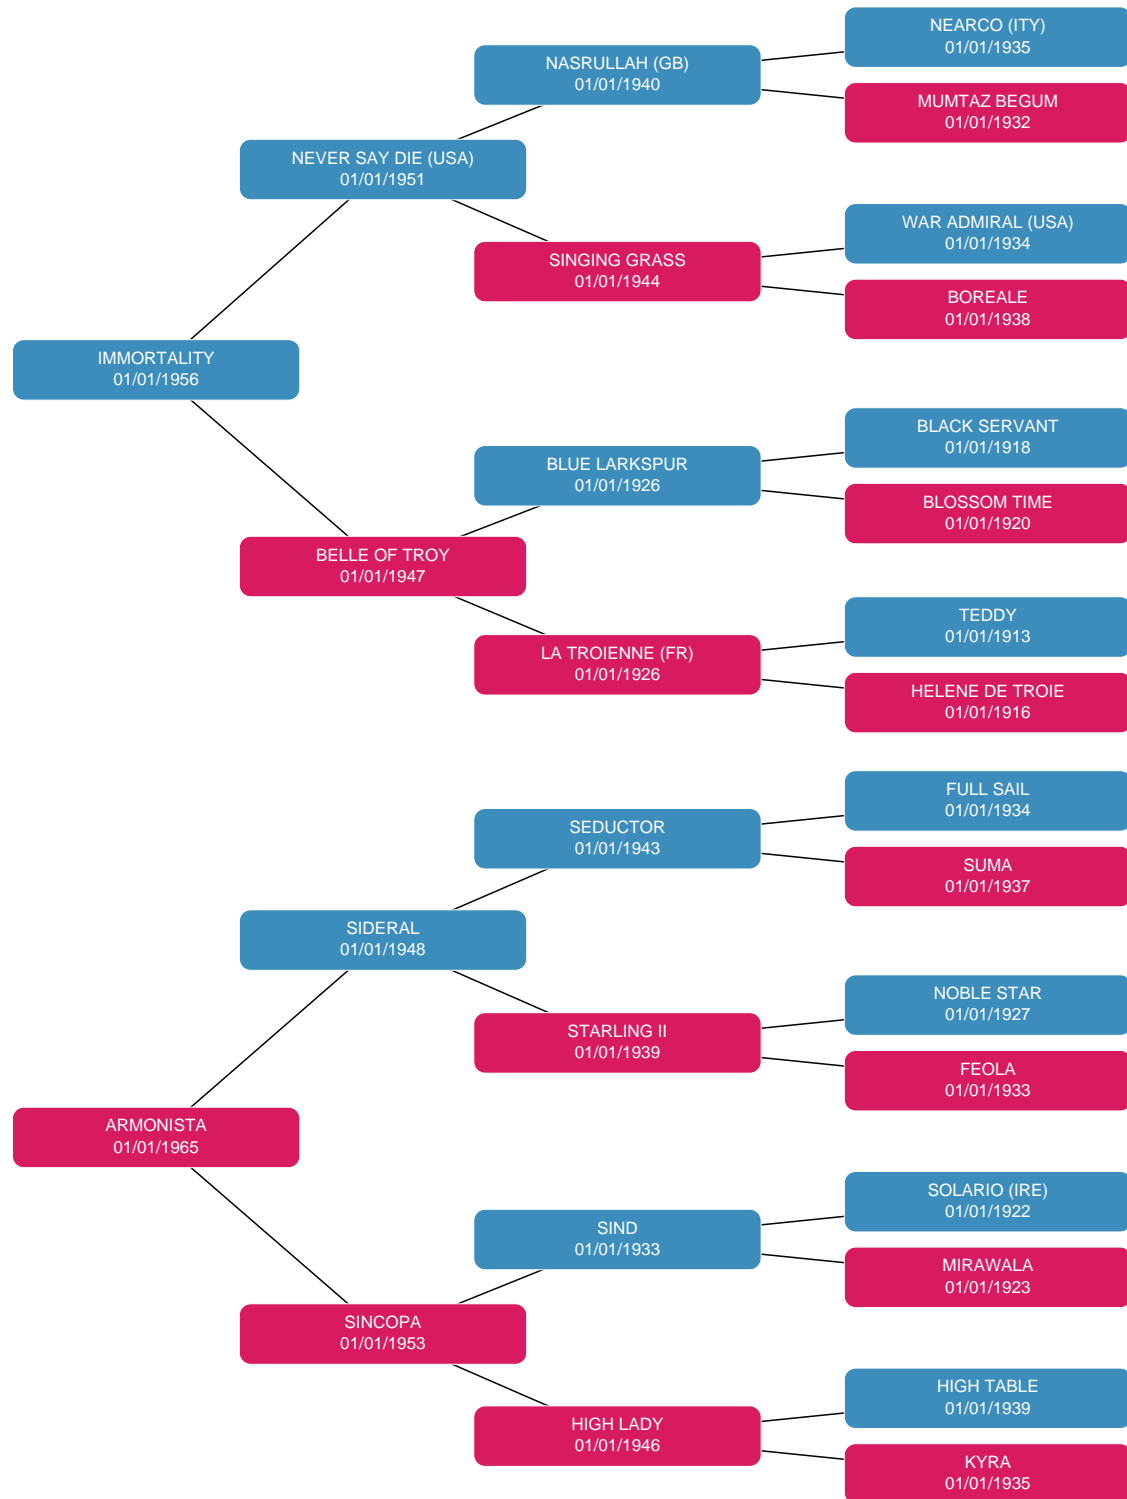 NEARCO (ITY)
01/01/1935
NASRULLAH (GB)
01/01/1940
MUMTAZ BEGUM
01/01/1932
NEVER SAY DIE (USA)
01/01/1951
WAR ADMIRAL (USA)
01/01/1934
SINGING GRASS
01/01/1944
BOREALE
01/01/1938
IMMORTALITY
01/01/1956
BLACK SERVANT
01/01/1918
BLUE LARKSPUR
01/01/1926
BLOSSOM TIME
01/01/1920
BELLE OF TROY
01/01/1947
TEDDY
01/01/1913
LA TROIENNE (FR)
01/01/1926
HELENE DE TROIE
01/01/1916
FULL SAIL
01/01/1934
SEDUCTOR
01/01/1943
SUMA
01/01/1937
SIDERAL
01/01/1948
NOBLE STAR
01/01/1927
STARLING II
01/01/1939
FEOLA
01/01/1933
ARMONISTA
01/01/1965
SOLARIO (IRE)
01/01/1922
SIND
01/01/1933
MIRAWALA
01/01/1923
SINCOPA
01/01/1953
HIGH TABLE
01/01/1939
HIGH LADY
01/01/1946
KYRA
01/01/1935